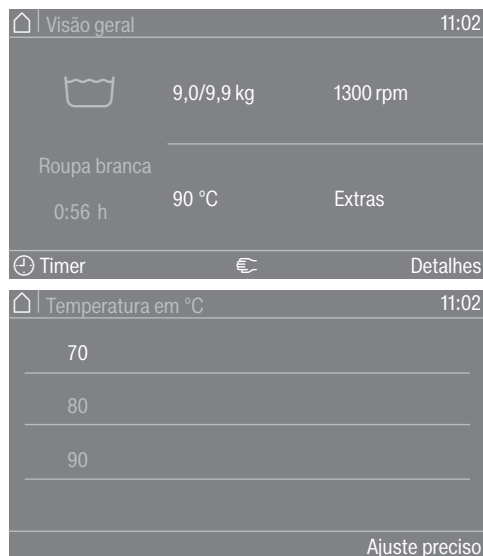 Visão geral 11:02
9,0/9,9 kg 1300 rpm
Roupa branca
0:56 h
90 °C Extras
Timer Detalhes
Temperatura em °C 11:02
70
80
90
Ajuste preciso